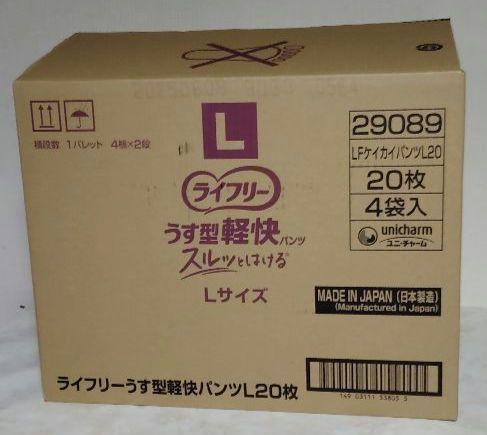 L
積段数 1パレット 4梱×2段
ライフリー
うす型軽快パンツ
スルッとはける
Lサイズ
29089
LFケイカイパンツL20
20枚
4袋入
unicharm
ユニ・チャーム
MADE IN JAPAN (日本製造)
(Manufactured in Japan)
ライフリーうす型軽快パンツL20枚
149 03111 53805 5